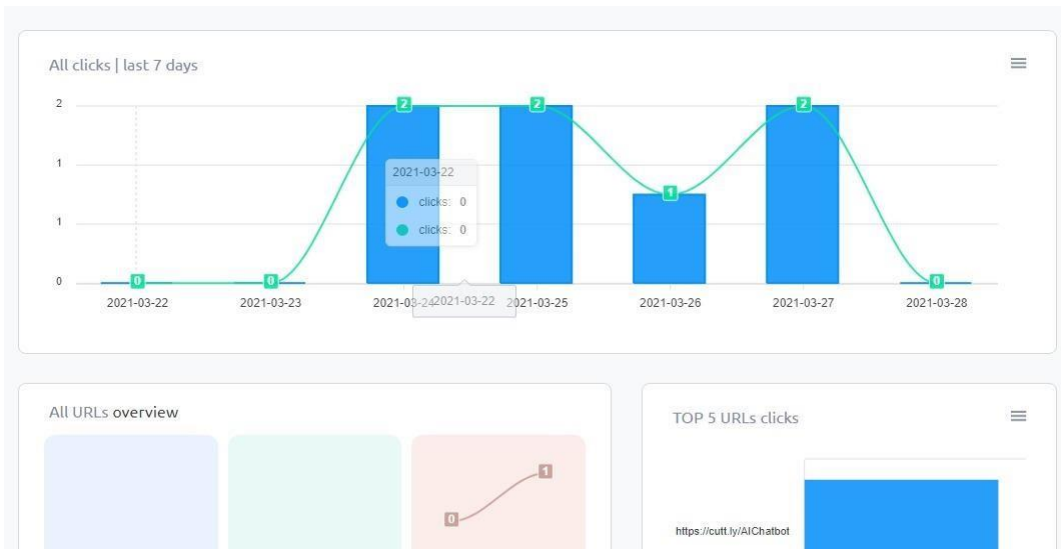 All clicks | last 7 days
2
1
1
0
2 2 2
1
0 0 0
2021-03-22
clicks: 0
clicks: 0
2021-03-22 2021-03-23 2021-03-24 2021-03-25 2021-03-26 2021-03-27 2021-03-28
2021-03-22
All URLs overview
0 1
TOP 5 URLs clicks
https://cutt.ly/AIChatbot